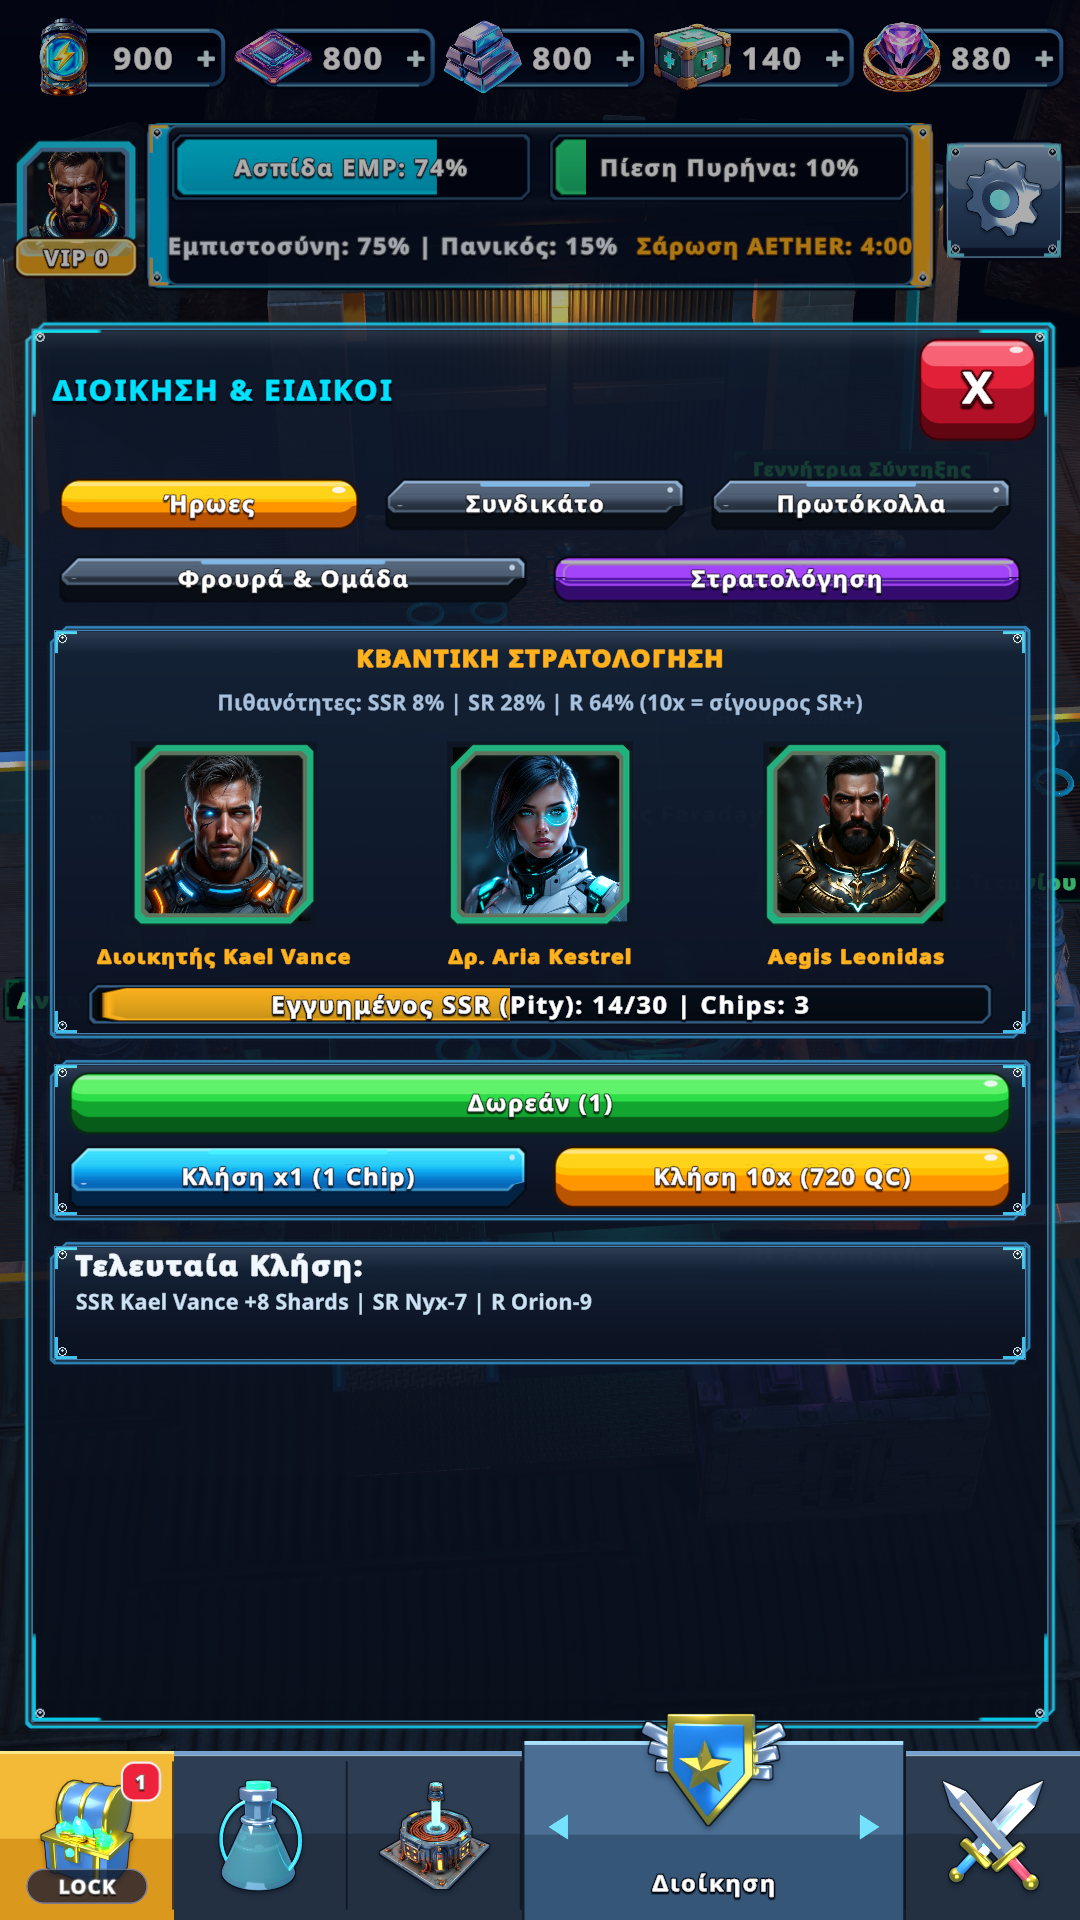 900 +
800 +
800 +
140 +
880 +
Ασπίδα EMP: 74%
Πίεση Πυρήνα: 10%
VIP 0
Εμπιστοσύνη: 75% | Πανικός: 15%
Σάρωση AETHER: 4:00
ΔΙΟΙΚΗΣΗ & ΕΙΔΙΚΟΙ
X
Γεννήτρια Σύντηξης
Ήρωες
Συνδικάτο
Πρωτόκολλα
Φρουρά & Ομάδα
Στρατολόγηση
ΚΒΑΝΤΙΚΗ ΣΤΡΑΤΟΛΟΓΗΣΗ
Πιθανότητες: SSR 8% | SR 28% | R 64% (10x = σίγουρος SR+)
Διοικητής Kael Vance
Δρ. Aria Kestrel
Aegis Leonidas
Εγγυημένος SSR (Pity): 14/30 | Chips: 3
Δωρεάν (1)
Κλήση x1 (1 Chip)
Κλήση 10x (720 QC)
Τελευταία Κλήση:
SSR Kael Vance +8 Shards | SR Nyx-7 | R Orion-9
1
LOCK
Διοίκηση